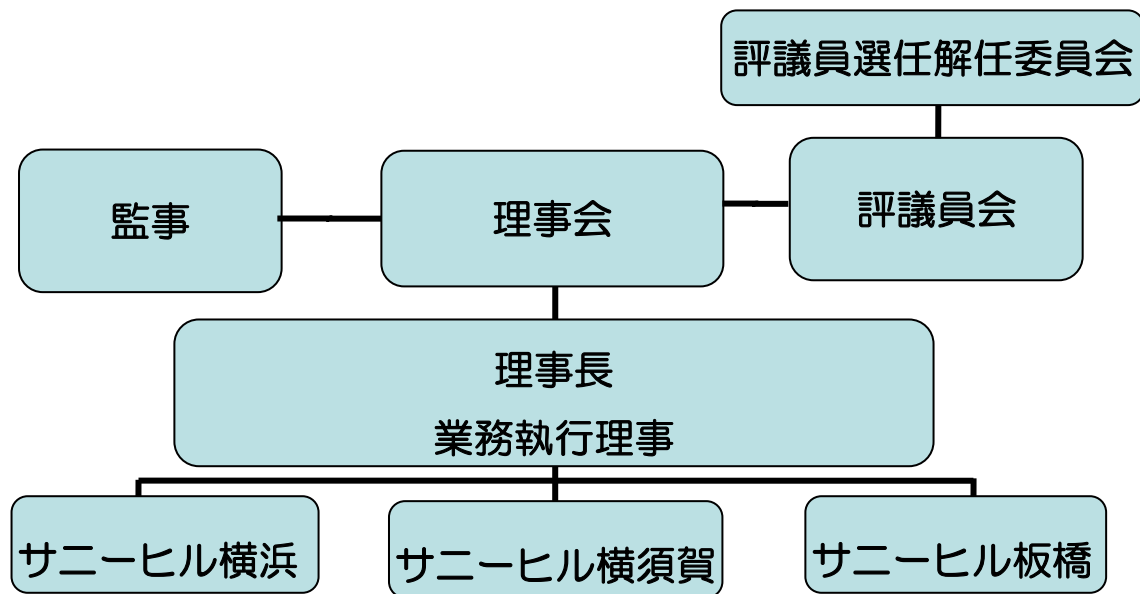 評議員選任解任委員会
監事
理事会
評議員会
理事長
業務執行理事
サニーヒル横浜
サニーヒル横須賀
サニーヒル板橋